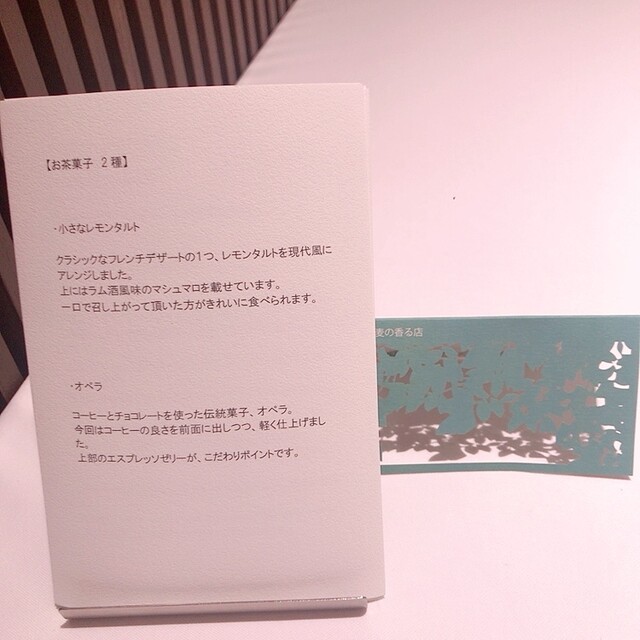 【お茶菓子 2種】
・小さなレモンタルト
クラシックなフレンチデザートの1つ、レモンタルトを現代風に
アレンジしました。
上にはラム酒風味のマシュマロを載せています。
一口で召し上がって頂いた方がきれいに食べられます。
・オペラ
コーヒーとチョコレートを使った伝統菓子、オペラ。
今回はコーヒーの良さを前面に出しつつ、軽く仕上げまし
た。
上部のエスプレッソゼリーが、こだわりポイントです。
麦の香る店